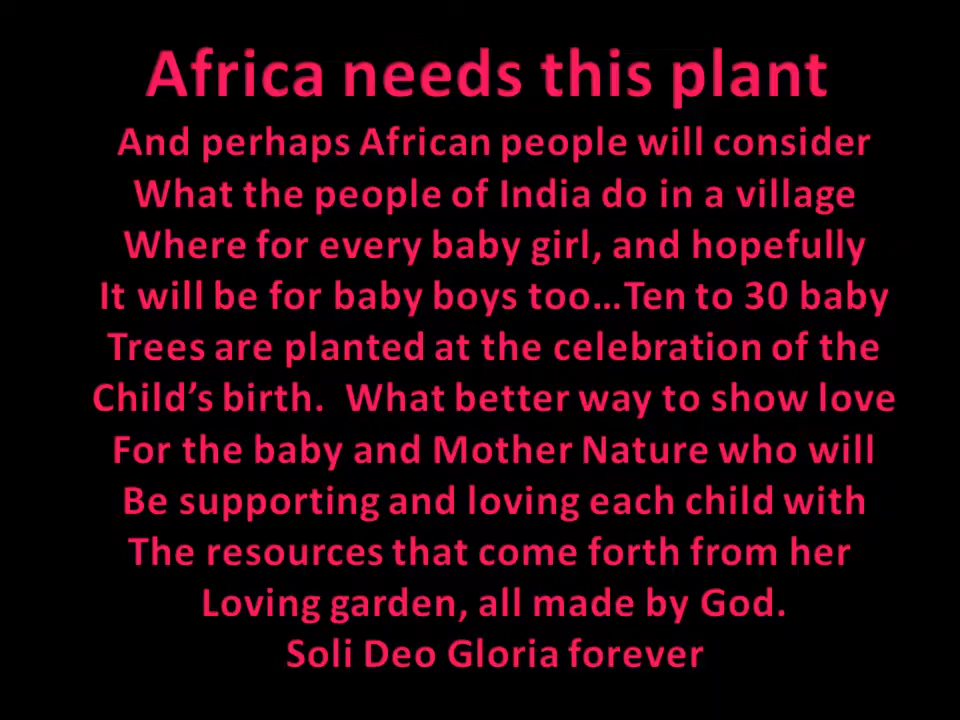 Africa needs this plant
And perhaps African people will consider
What the people of India do in a village
Where for every baby girl, and hopefully
It will be for baby boys too…Ten to 30 baby
Trees are planted at the celebration of the
Child’s birth.  What better way to show love
For the baby and Mother Nature who will
Be supporting and loving each child with
The resources that come forth from her
Loving garden, all made by God.
Soli Deo Gloria forever